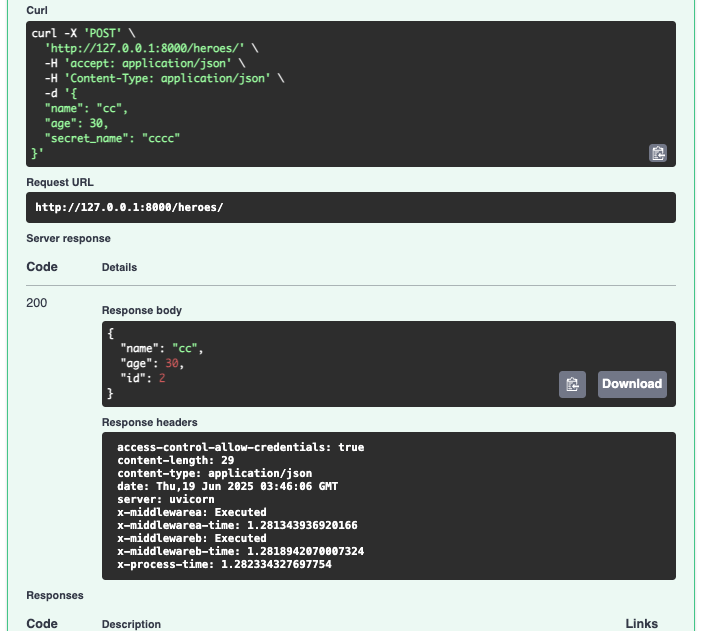 Curl
curl -X 'POST' \
'http://127.0.0.1:8000/heroes/' \
-H 'accept: application/json' \
-H 'Content-Type: application/json' \
-d '{
"name": "cc",
"age": 30,
"secret_name": "cccc"
}'
Request URL
http://127.0.0.1:8000/heroes/
Server response
Code Details
200
Response body
{
"name": "cc",
"age": 30,
"id": 2
}
Download
Response headers
access-control-allow-credentials: true
content-length: 29
content-type: application/json
date: Thu,19 Jun 2025 03:46:06 GMT
server: uvicorn
x-middlewarea: Executed
x-middlewarea-time: 1.281343936920166
x-middlewareb: Executed
x-middlewareb-time: 1.2818942070007324
x-process-time: 1.282334327697754
Responses
Code Description Links